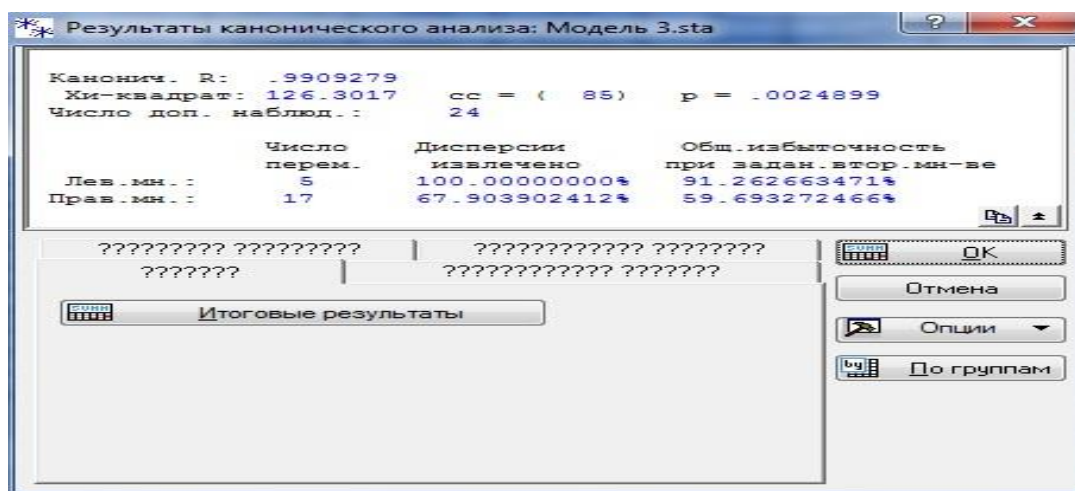 Результаты канонического анализа: Модель 3.sta
Канонич. R: .9909279
Хи-квадрат: 126.3017 сс = ( 85) p = .0024899
Число доп. наблюд.: 24
Число Дисперсии Общ.избыточность
перем. извлечено при задан.втор.мн-ве
Лев.мн.: 5 100.00000000% 91.262663471%
Прав.мн.: 17 67.903902412% 59.693272466%
????????? ????????? ???????????? ????????
??????? ???????????? ???????
Итоговые результаты
SUMM OK
Отмена
Опции
by По группам